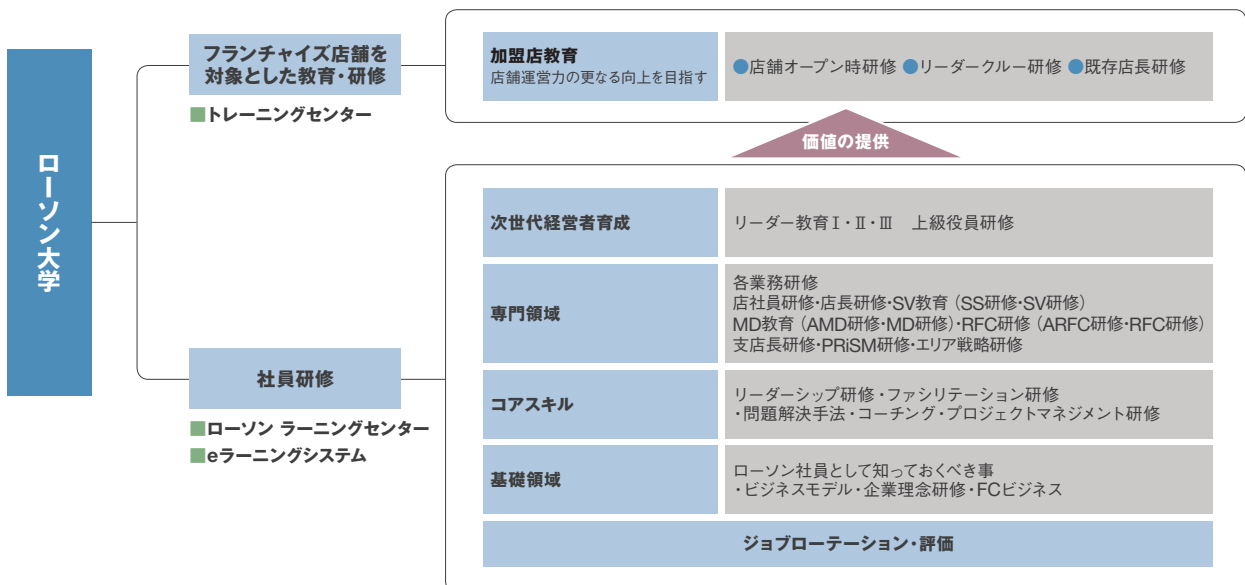 ローソン大学
フランチャイズ店舗を
対象とした教育・研修
■トレーニングセンター
加盟店教育
店舗運営力の更なる向上を目指す
●店舗オープン時研修 ●リーダークルー研修 ●既存店長研修
価値の提供
社員研修
■ローソン ラーニングセンター
■eラーニングシステム
次世代経営者育成
リーダー教育Ⅰ・Ⅱ・Ⅲ　上級役員研修
専門領域
各業務研修
店社員研修・店長研修・SV教育（SS研修・SV研修）
MD教育（AMD研修・MD研修）・RFC研修（ARFC研修・RFC研修）
支店長研修・PRiSM研修・エリア戦略研修
コアスキル
リーダーシップ研修・ファシリテーション研修
・問題解決手法・コーチング・プロジェクトマネジメント研修
基礎領域
ローソン社員として知っておくべき事
・ビジネスモデル・企業理念研修・FCビジネス
ジョブローテーション・評価